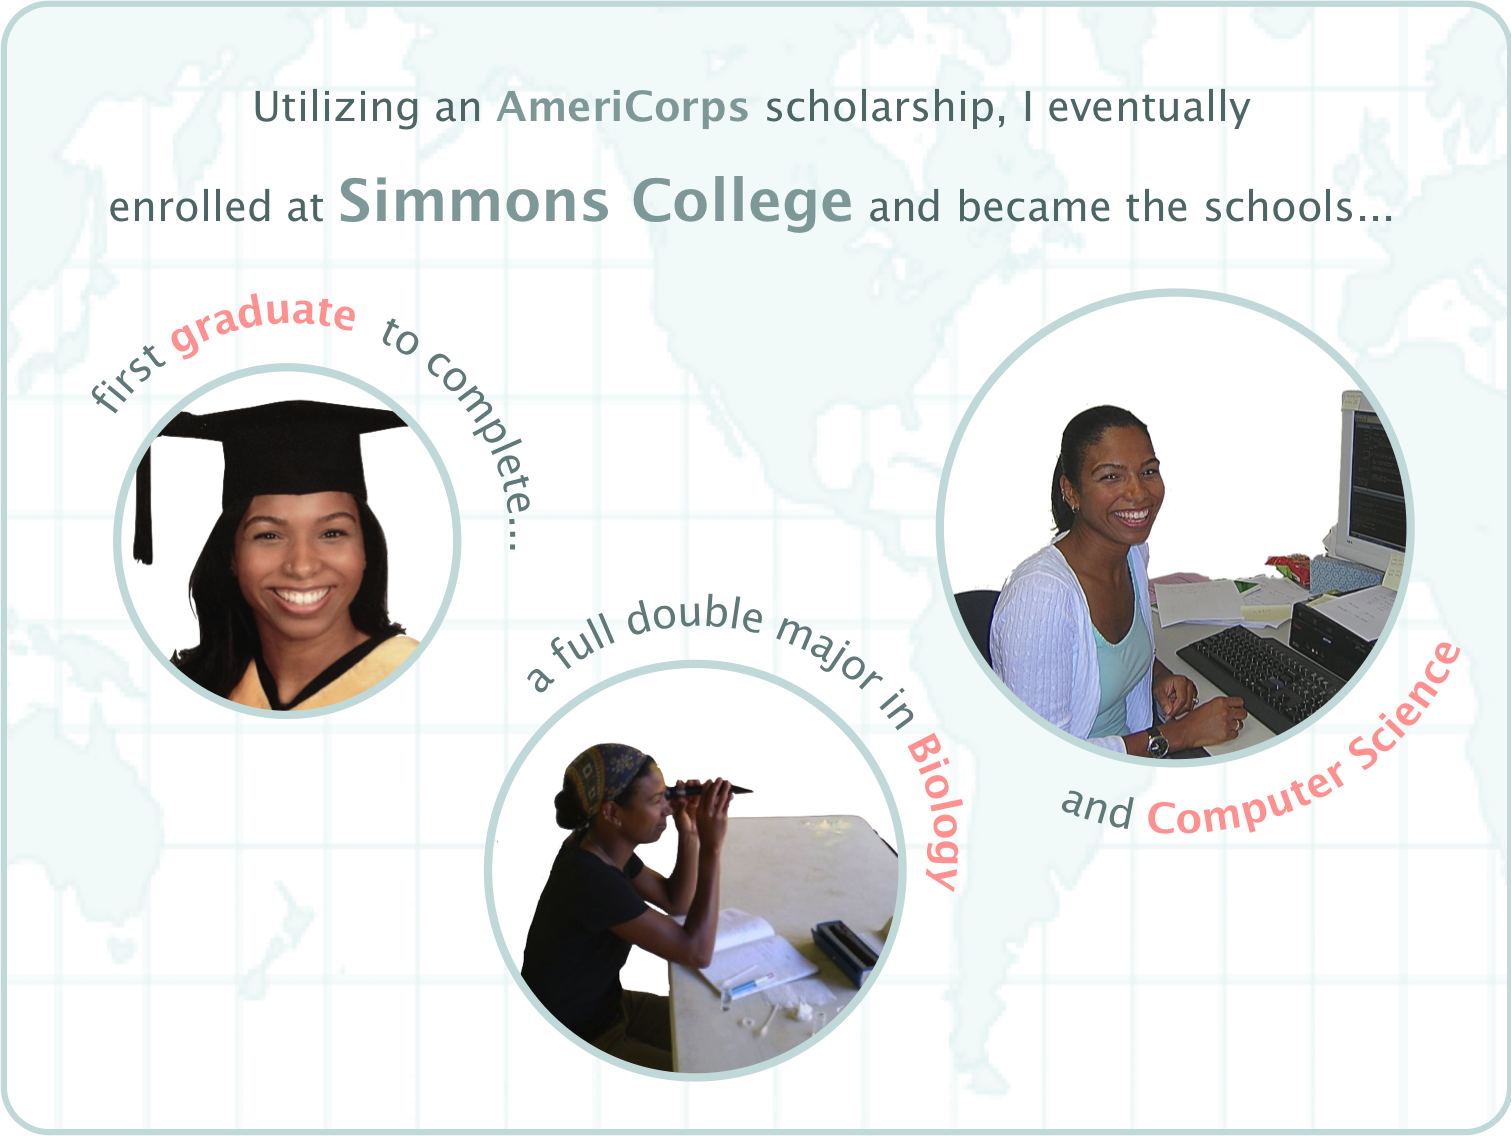 Utilizing an AmeriCorps scholarship, I eventually
enrolled at Simmons College and became the schools...
first graduate to complete...
a full double major in Biology
and Computer Science